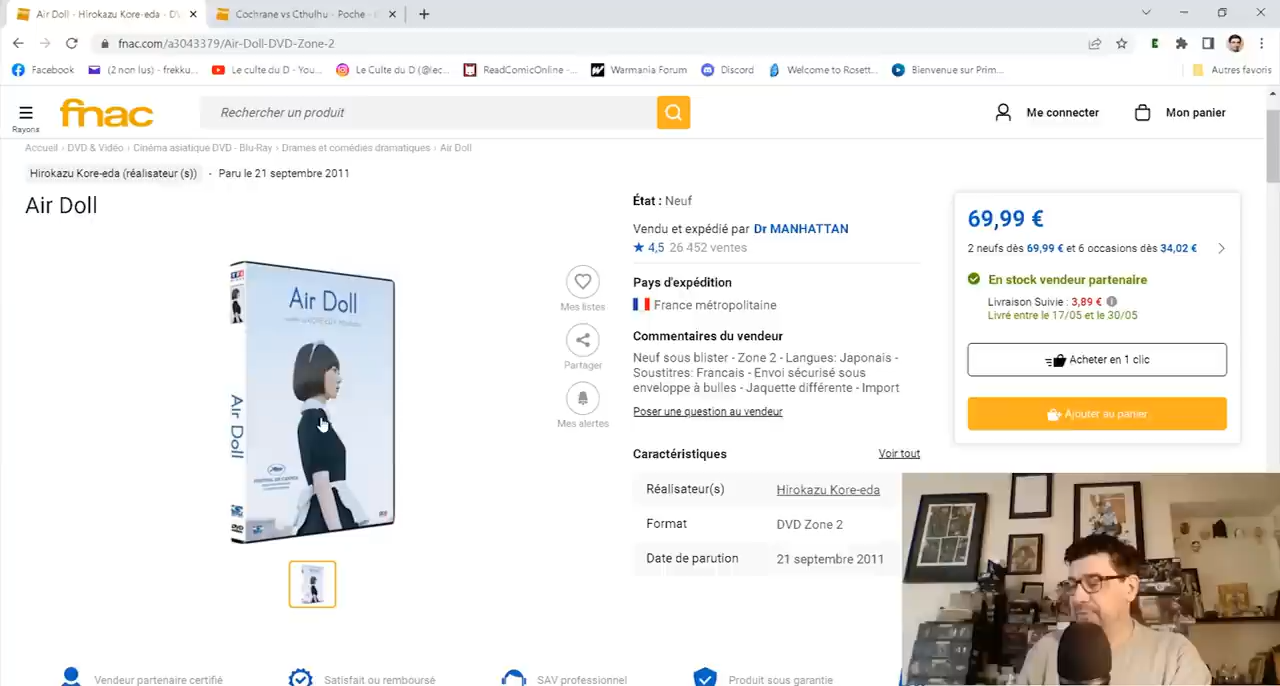 Air Doll - Hirokazu Kore-eda - DV
Cochrane vs Cthulhu - Poche -
fnac.com/a3043379/Air-Doll-DVD-Zone-2
Facebook
(2 non lus) - frekku...
Le culte du D - You...
Le Culte du D (@lec...
ReadComicOnline -...
Warmania Forum
Discord
Welcome to Rosett...
Bienvenue sur Prim...
Autres favoris
Rayons
fnac
Rechercher un produit
Me connecter
Mon panier
Accueil › DVD & Vidéo › Cinéma asiatique DVD - Blu-Ray › Drames et comédies dramatiques › Air Doll
Hirokazu Kore-eda (réalisateur (s)) - Paru le 21 septembre 2011
Air Doll
Air Doll
Air Doll
FESTIVAL DE CANNES
Mes listes
Partager
Mes alertes
État : Neuf
Vendu et expédié par Dr MANHATTAN
★ 4,5 26 452 ventes
Pays d'expédition
France métropolitaine
Commentaires du vendeur
Neuf sous blister - Zone 2 - Langues: Japonais -
Soustitres: Francais - Envoi sécurisé sous
enveloppe à bulles - Jaquette différente - Import
Poser une question au vendeur
Caractéristiques
Voir tout
Réalisateur(s)
Hirokazu Kore-eda
Format
DVD Zone 2
Date de parution
21 septembre 2011
69,99 €
2 neufs dès 69,99 € et 6 occasions dès 34,02 €
En stock vendeur partenaire
Livraison Suivie : 3,89 €
Livré entre le 17/05 et le 30/05
Acheter en 1 clic
Ajouter au panier
Vendeur partenaire certifié
Satisfait ou remboursé
SAV professionnel
Produit sous garantie